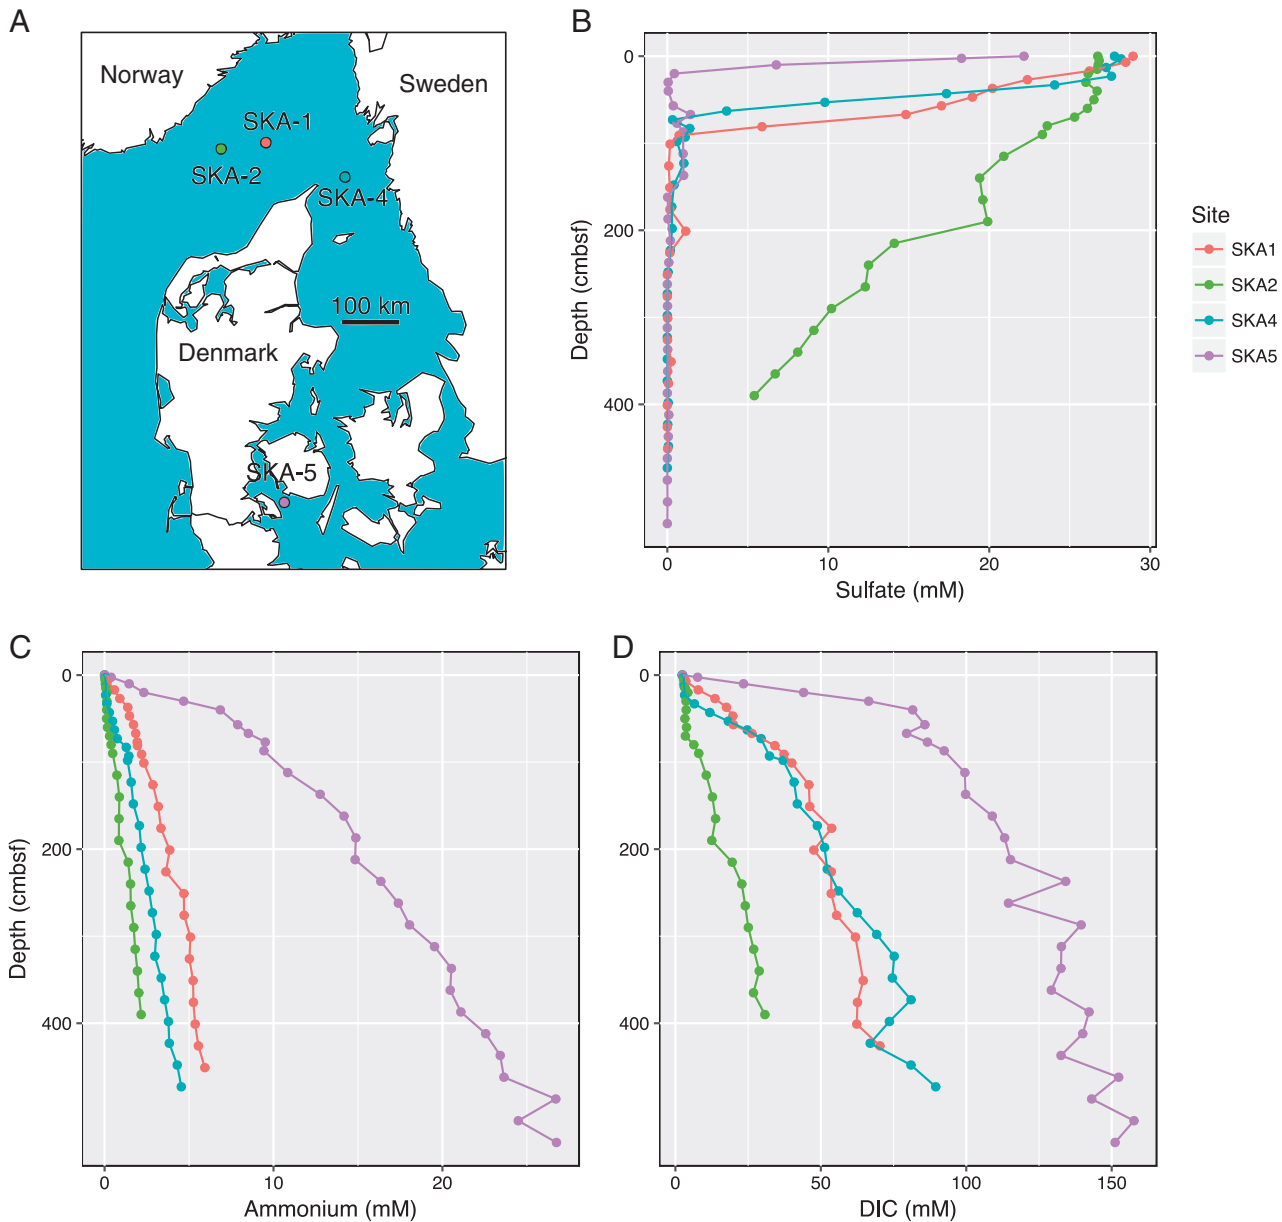 A
Norway
Sweden
SKA-1
SKA-2
SKA-4
100 km
Denmark
SKA-5
B
0
200
400
Depth (cmbsf)
0
10
20
30
Sulfate (mM)
Site
SKA1
SKA2
SKA4
SKA5
C
0
200
400
Depth (cmbsf)
0
10
20
Ammonium (mM)
D
0
200
400
0
50
100
150
DIC (mM)